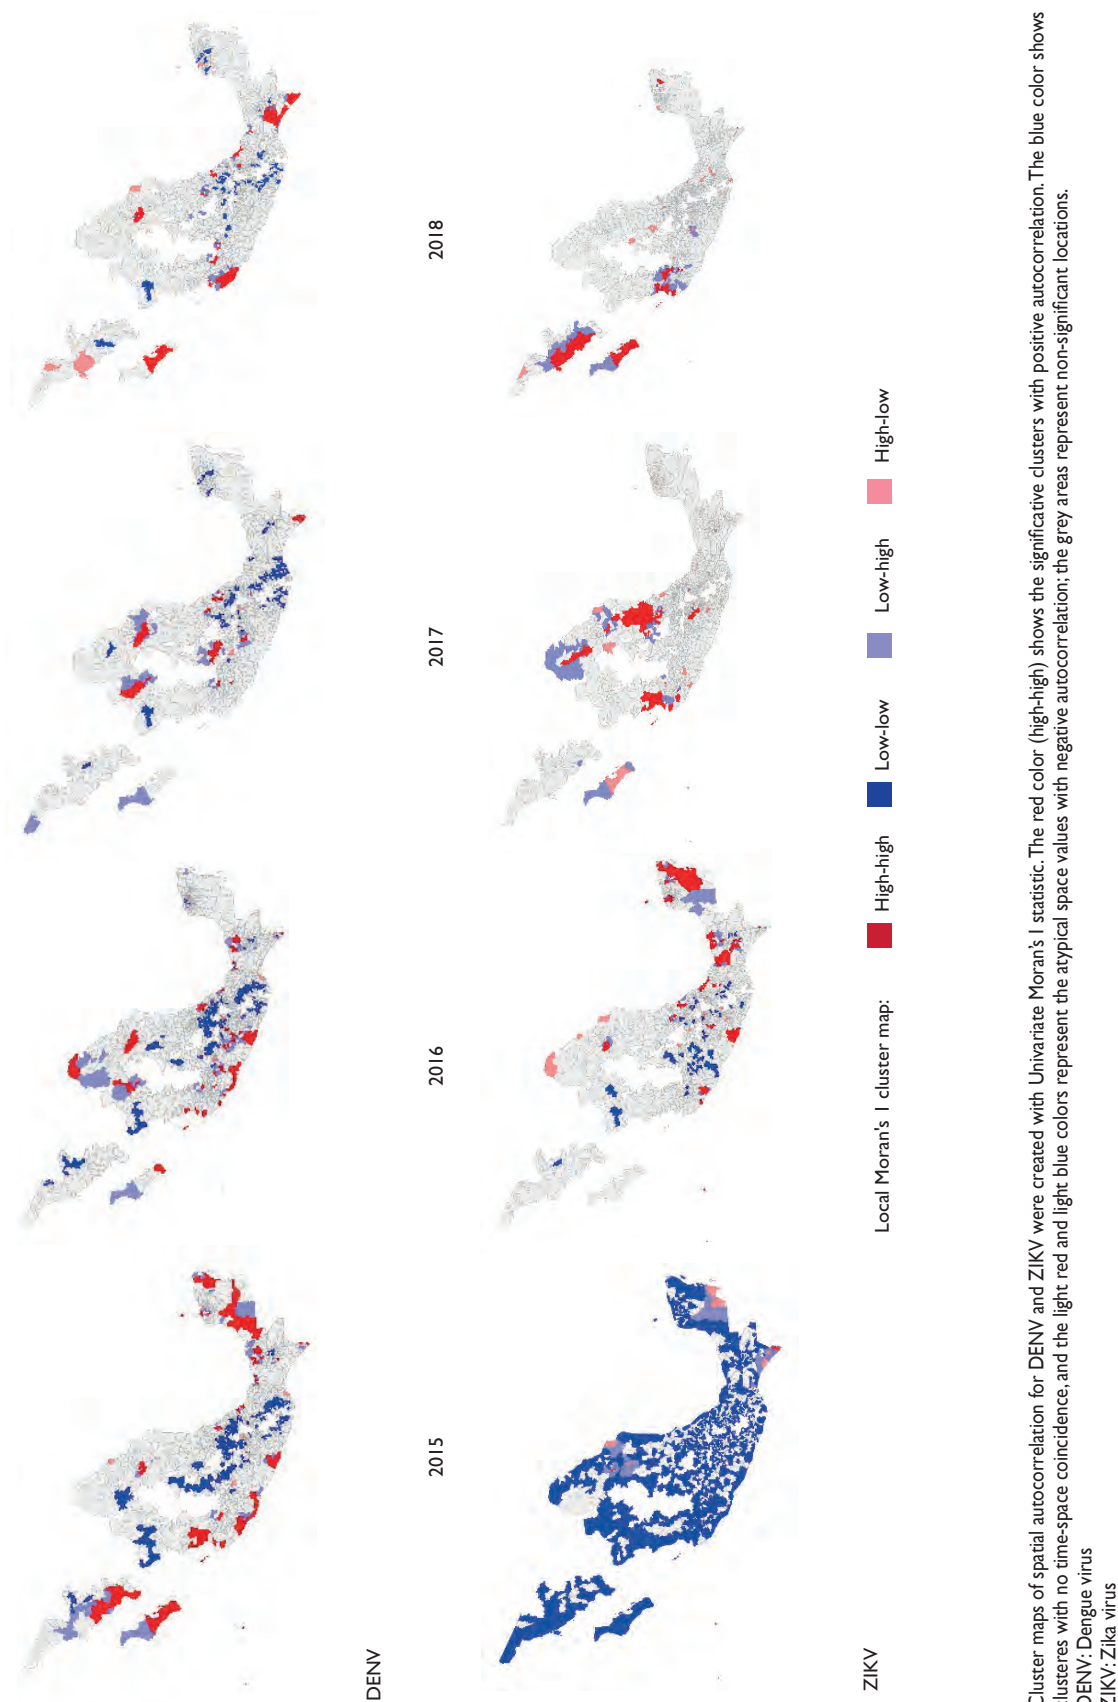 DENV
2015
2016
2017
2018
ZIKV
Local Moran's I cluster map:
High-high
Low-low
Low-high
High-low
Cluster maps of spatial autocorrelation for DENV and ZIKV were created with Univariate Moran's I statistic. The red color (high-high) shows the significative clusters with positive autocorrelation. The blue color shows
clusteres with no time-space coincidence, and the light red and light blue colors represent the atypical space values with negative autocorrelation; the grey areas represent non-significant locations.
DENV: Dengue virus
ZIKV: Zika virus